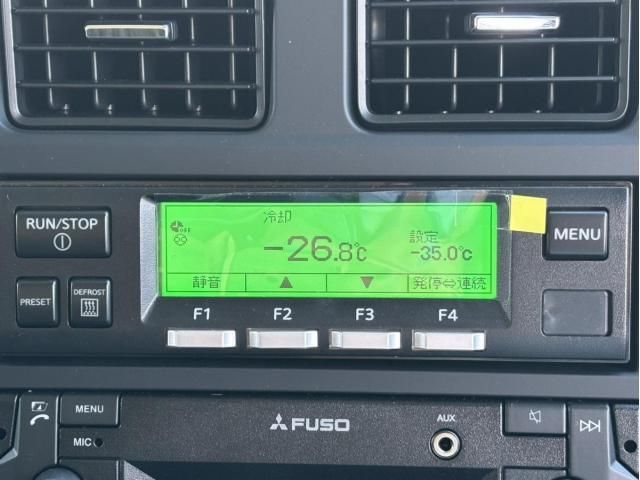 RUN/STOP
冷却
OFF
-26.8℃
設定
-35.0℃
MENU
静音 ▲ ▼ 発停⇔連続
PRESET
DEFROST
F1 F2 F3 F4
MENU
MIC
FUSO
AUX